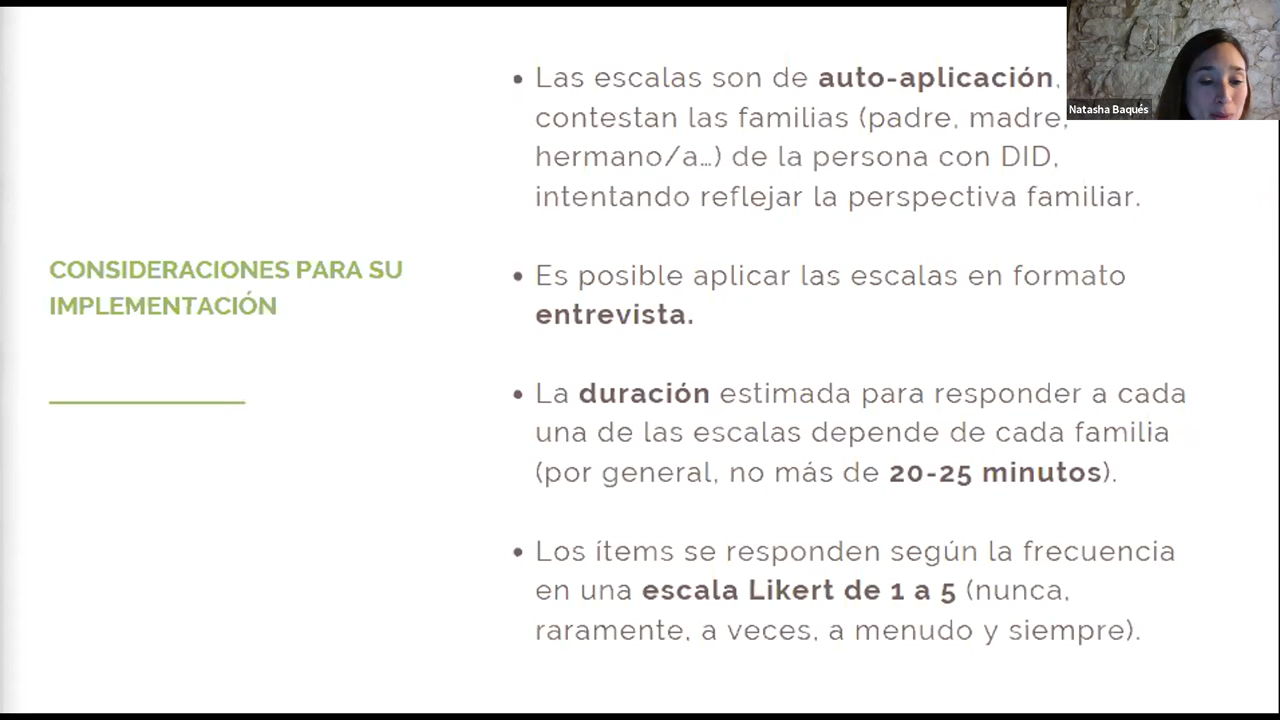 CONSIDERACIONES PARA SU
IMPLEMENTACIÓN
• Las escalas son de auto-aplicación,
contestan las familias (padre, madre,
hermano/a...) de la persona con DID,
intentando reflejar la perspectiva familiar.
• Es posible aplicar las escalas en formato
entrevista.
• La duración estimada para responder a cada
una de las escalas depende de cada familia
(por general, no más de 20-25 minutos).
• Los ítems se responden según la frecuencia
en una escala Likert de 1 a 5 (nunca,
raramente, a veces, a menudo y siempre).
Natasha Baqués